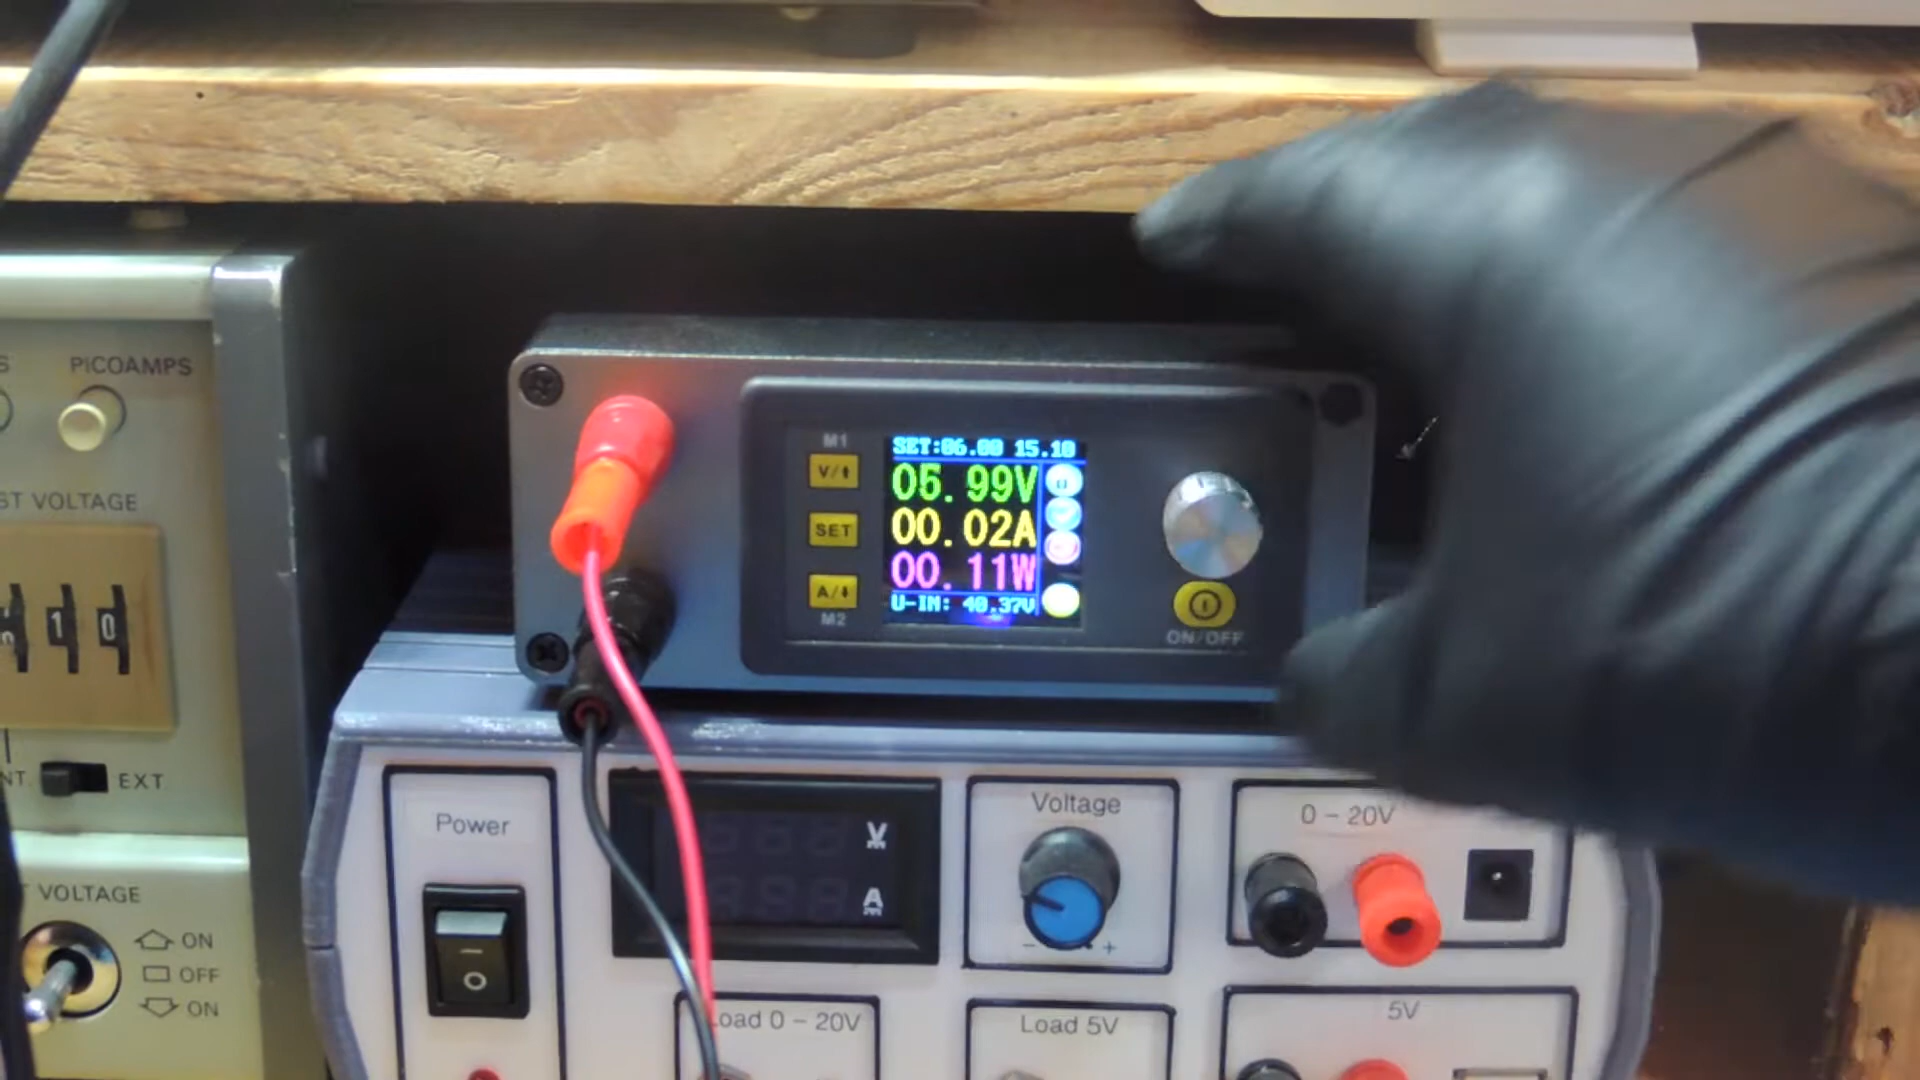 PICOAMPS
ST VOLTAGE
1 0
NT.
EXT
T VOLTAGE
ON
OFF
ON
M1
V/
SET
A/
M2
SET:06.00 15.10
05.99V
00.02A
00.11W
U-IN: 40.37V
ON/OFF
Power
O
V
A
Voltage
- +
0 – 20V
Load 0 – 20V
Load 5V
5V